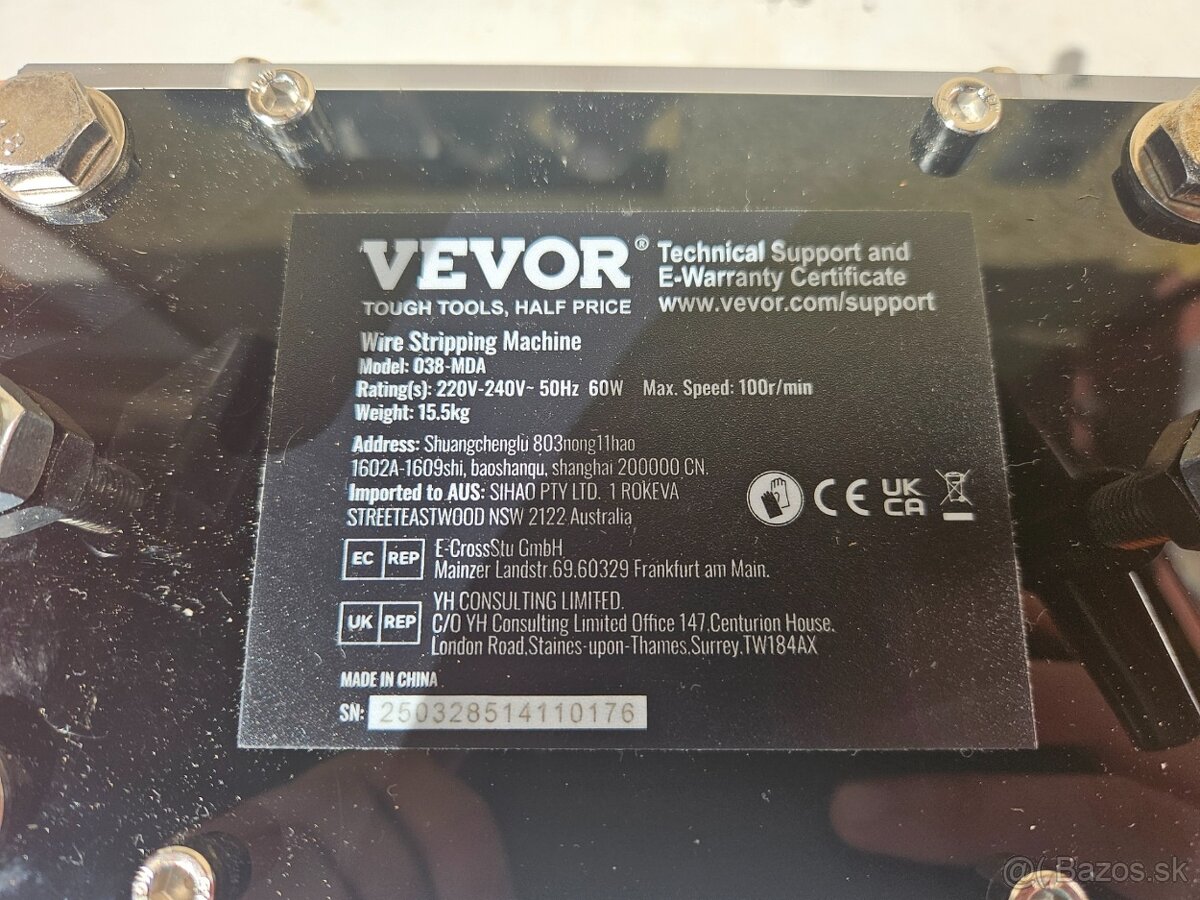 VEVOR®
TOUGH TOOLS, HALF PRICE
Technical Support and
E-Warranty Certificate
www.vevor.com/support
Wire Stripping Machine
Model: 038-MDA
Rating(s): 220V-240V~ 50Hz 60W Max. Speed: 100r/min
Weight: 15.5kg
Address: Shuangchenglu 803nong11hao
1602A-1609shi, baoshanqu, shanghai 200000 CN.
Imported to AUS: SIHAO PTY LTD. 1 ROKEVA
STREETEASTWOOD NSW 2122 Australia
CE
UK
CA
EC REP
E-CrossStu GmbH
Mainzer Landstr.69.60329 Frankfurt am Main.
UK REP
YH CONSULTING LIMITED.
C/O YH Consulting Limited Office 147,Centurion House,
London Road,Staines-upon-Thames,Surrey,TW184AX
MADE IN CHINA
SN: 250328514110176
@( Bazos.sk